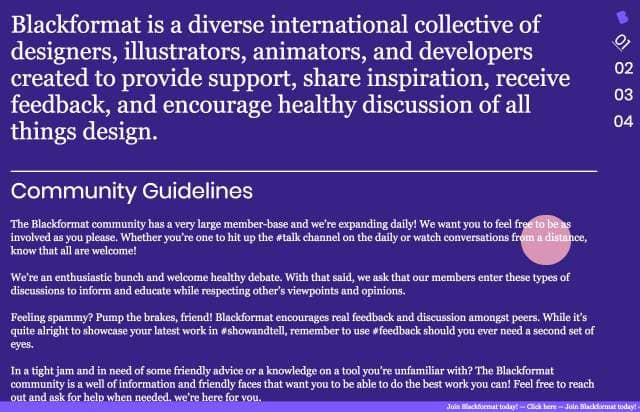 Blackformat is a diverse international collective of
designers, illustrators, animators, and developers
created to provide support, share inspiration, receive
feedback, and encourage healthy discussion of all
things design.
B
01
02
03
04
Community Guidelines
The Blackformat community has a very large member-base and we're expanding daily! We want you to feel free to be as
involved as you please. Whether you're one to hit up the #talk channel on the daily or watch conversations from a distance,
know that all are welcome!
We're an enthusiastic bunch and welcome healthy debate. With that said, we ask that our members enter these types of
discussions to inform and educate while respecting other's viewpoints and opinions.
Feeling spammy? Pump the brakes, friend! Blackformat encourages real feedback and discussion amongst peers. While it's
quite alright to showcase your latest work in #showandtell, remember to use #feedback should you ever need a second set of
eyes.
In a tight jam and in need of some friendly advice or a knowledge on a tool you're unfamiliar with? The Blackformat
community is a well of information and friendly faces that want you to be able to do the best work you can! Feel free to reach
out and ask for help when needed, we're here for you.
Join Blackformat today! — Click here — Join Blackformat today! -